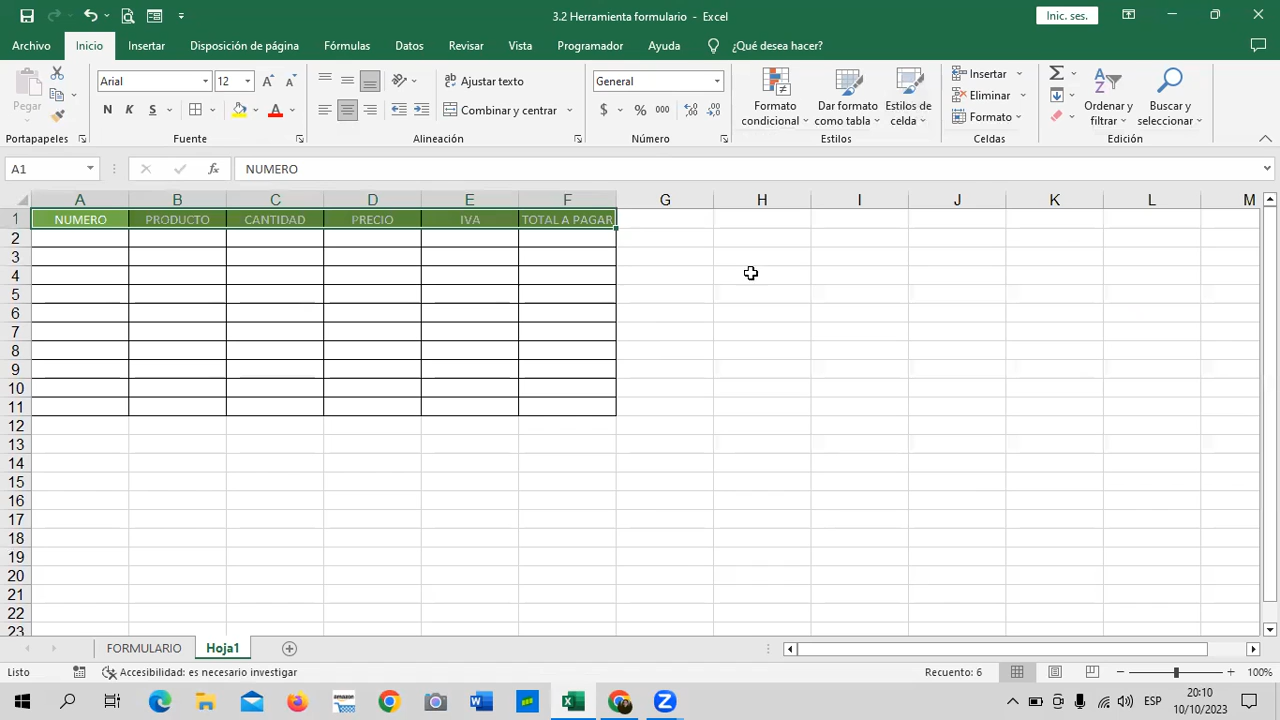 3.2 Herramienta formulario - Excel
Inic. ses.
Archivo Inicio Insertar Disposición de página Fórmulas Datos Revisar Vista Programador Ayuda ¿Qué desea hacer?
Pegar
Arial 12
N K S
Ajustar texto
Combinar y centrar
General
$ % 000
Formato condicional
Dar formato como tabla
Estilos de celda
Insertar
Eliminar
Formato
Ordenar y filtrar
Buscar y seleccionar
Portapapeles Fuente Alineación Número Estilos Celdas Edición
A1 fx NUMERO
A B C D E F G H I J K L M
1 NUMERO PRODUCTO CANTIDAD PRECIO IVA TOTAL A PAGAR
2
3
4
5
6
7
8
9
10
11
12
13
14
15
16
17
18
19
20
21
22
23
FORMULARIO Hoja1
Listo Accesibilidad: es necesario investigar Recuento: 6 100%
amazon
ESP
20:10
10/10/2023